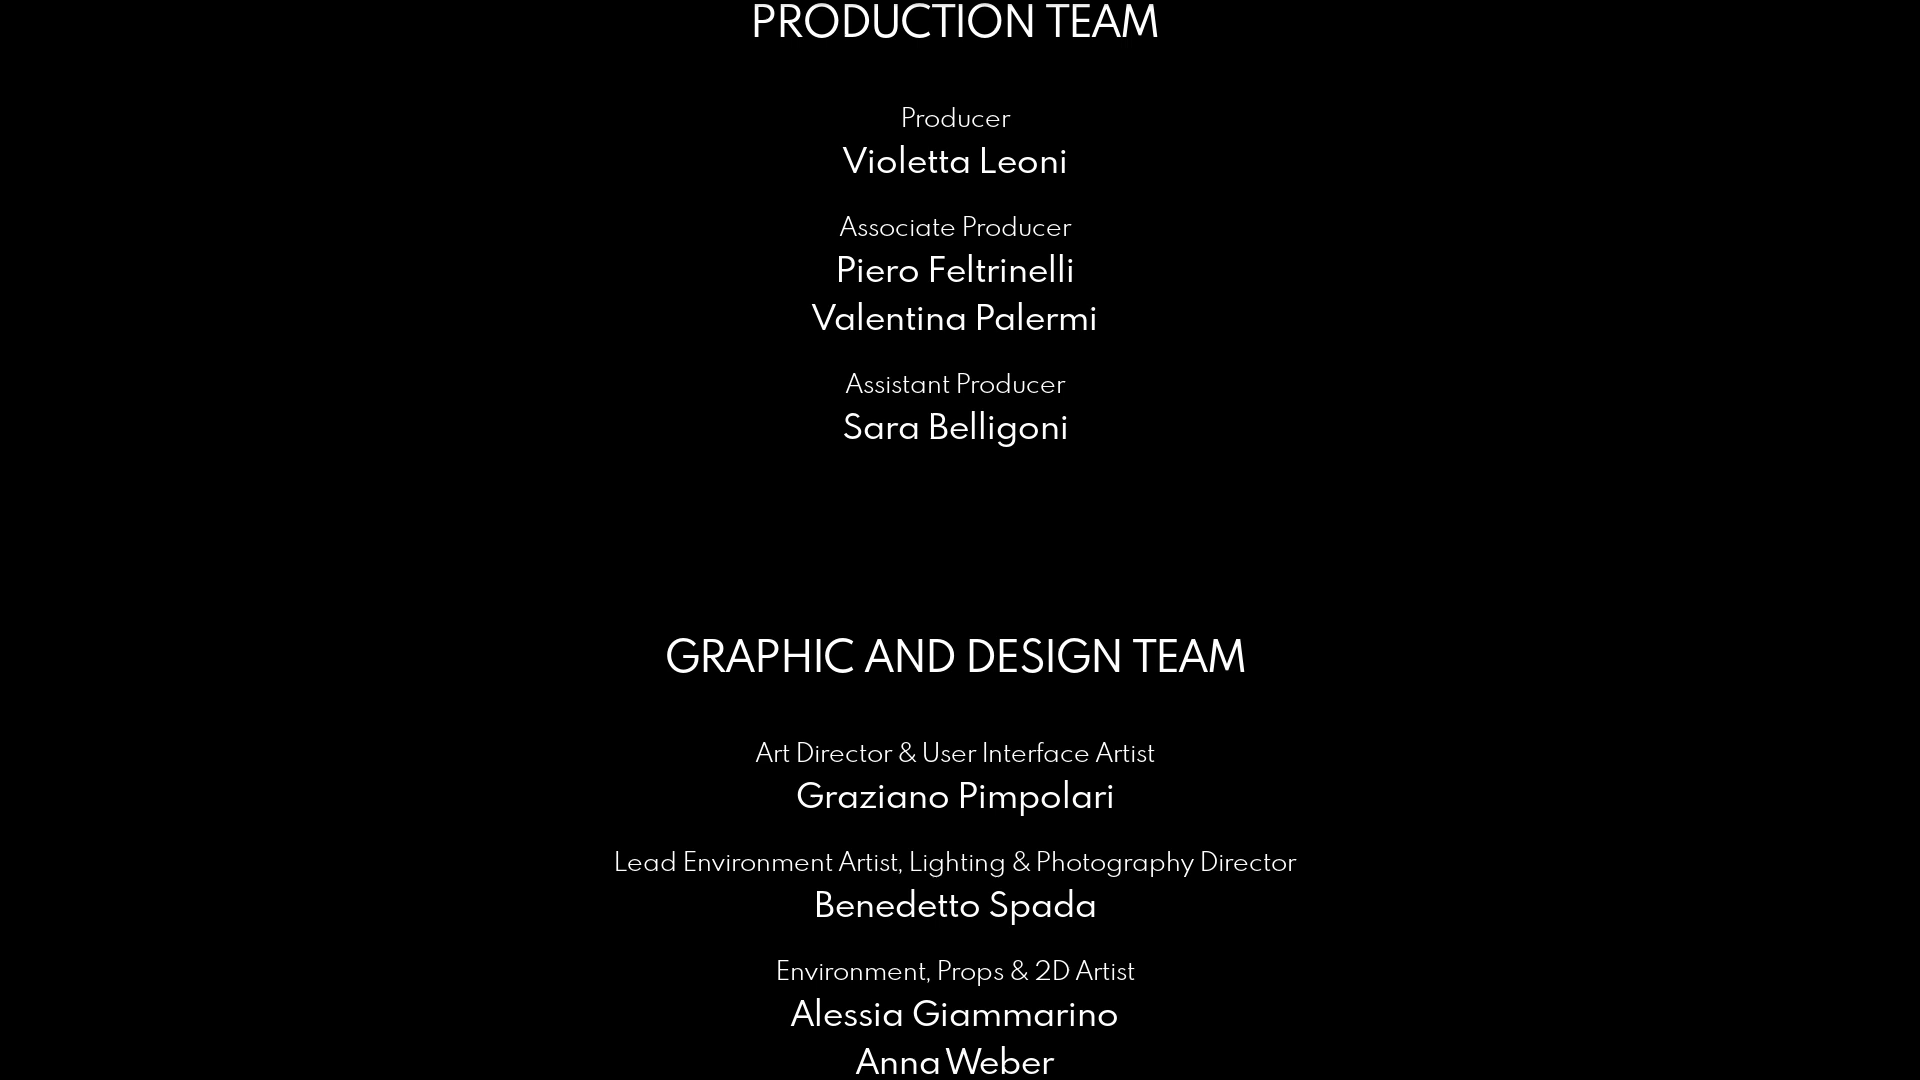 PRODUCTION TEAM
Producer
Violetta Leoni
Associate Producer
Piero Feltrinelli
Valentina Palermi
Assistant Producer
Sara Belligoni
GRAPHIC AND DESIGN TEAM
Art Director & User Interface Artist
Graziano Pimpolari
Lead Environment Artist, Lighting & Photography Director
Benedetto Spada
Environment, Props & 2D Artist
Alessia Giammarino
Anna Weber